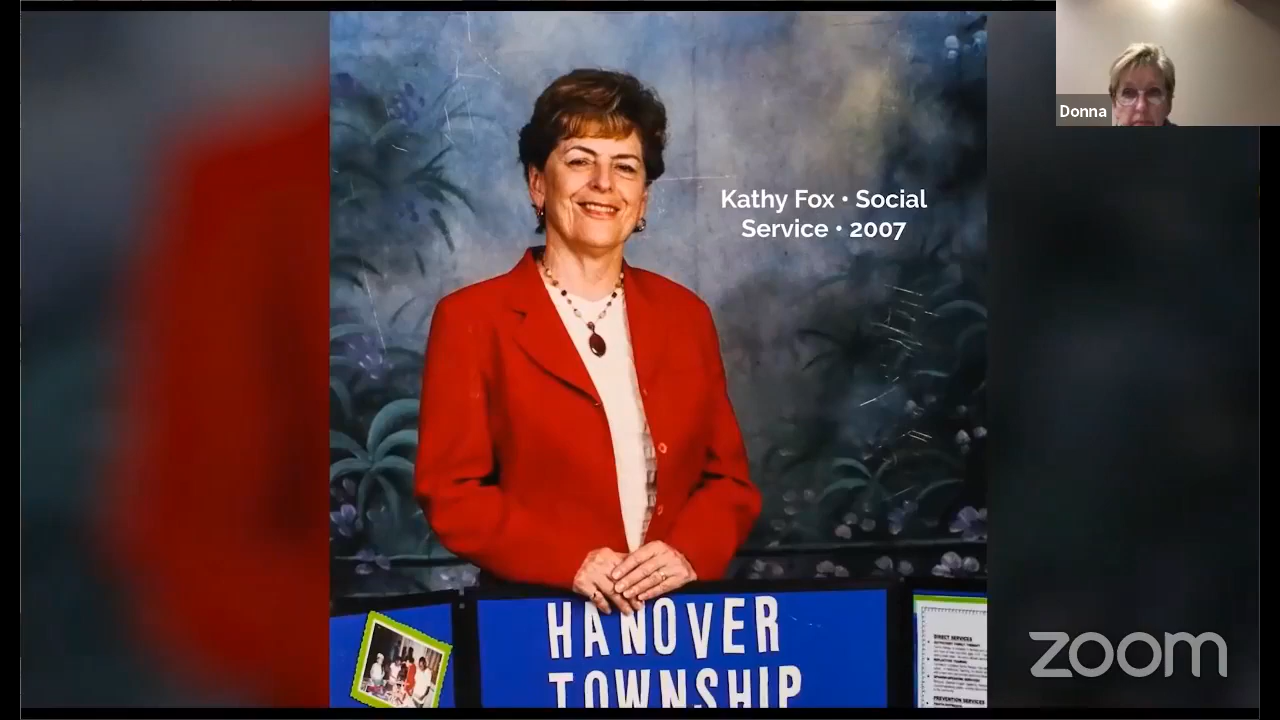 Donna
Kathy Fox • Social
Service • 2007
HANOVER
TOWNSHIP
DIRECT SERVICES
PREVENTION SERVICES
zoom